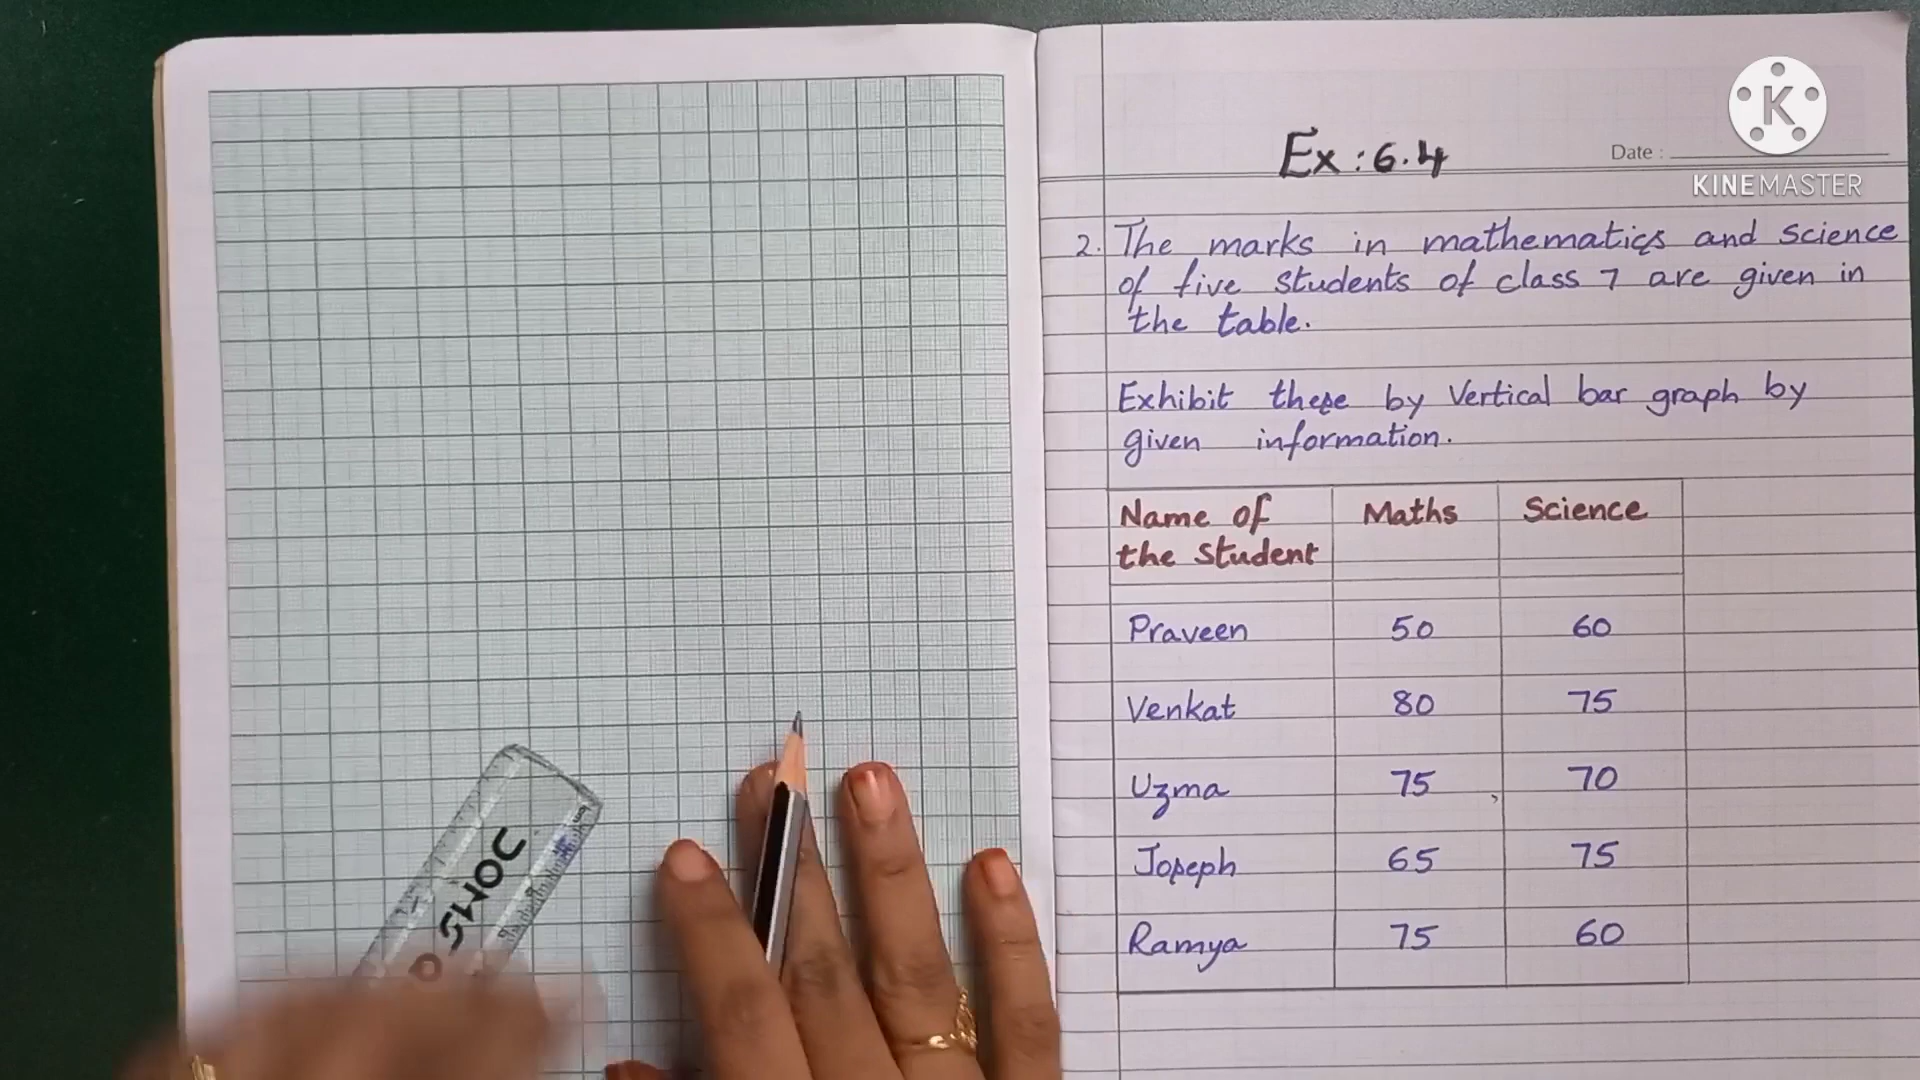 K
KINEMASTER
Ex : 6.4
Date :
2. The marks in mathematics and science
of five students of class 7 are given in
the table.
Exhibit these by Vertical bar graph by
given information.
Name of the Student Maths Science
Praveen 50 60
Venkat 80 75
Uzma 75 70
Joseph 65 75
Ramya 75 60